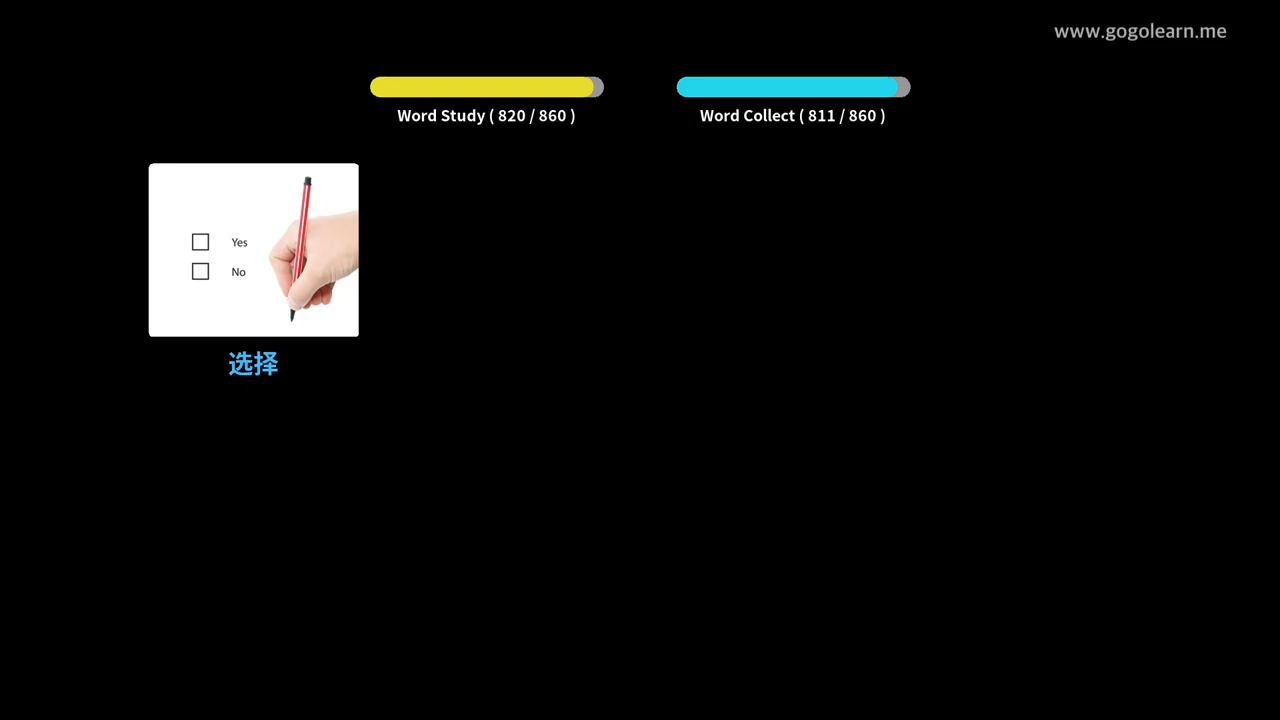 www.gogolearn.me
Word Study ( 820 / 860 )
Word Collect ( 811 / 860 )
Yes
No
选择